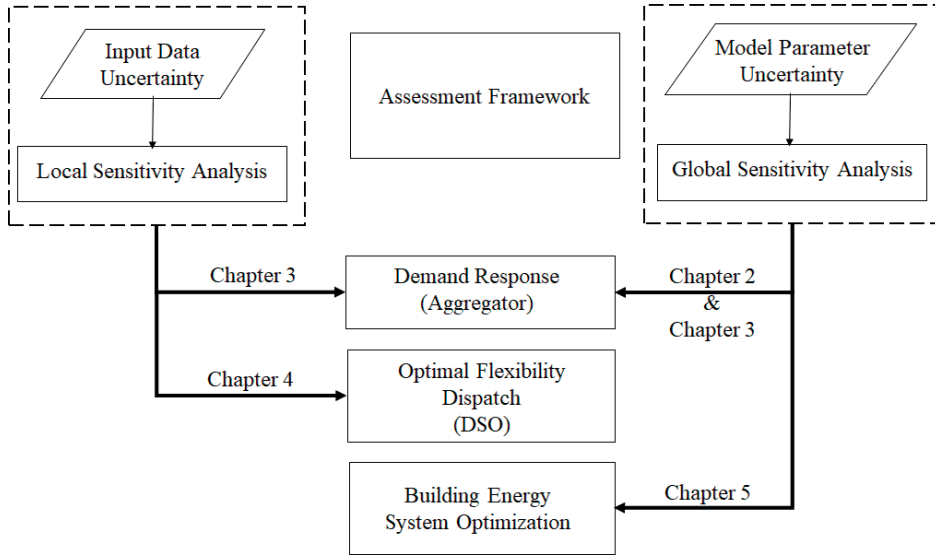 Input Data
Uncertainty
Local Sensitivity Analysis
Assessment Framework
Model Parameter
Uncertainty
Global Sensitivity Analysis
Chapter 3
Demand Response
(Aggregator)
Chapter 2
&
Chapter 3
Chapter 4
Optimal Flexibility
Dispatch
(DSO)
Building Energy
System Optimization
Chapter 5